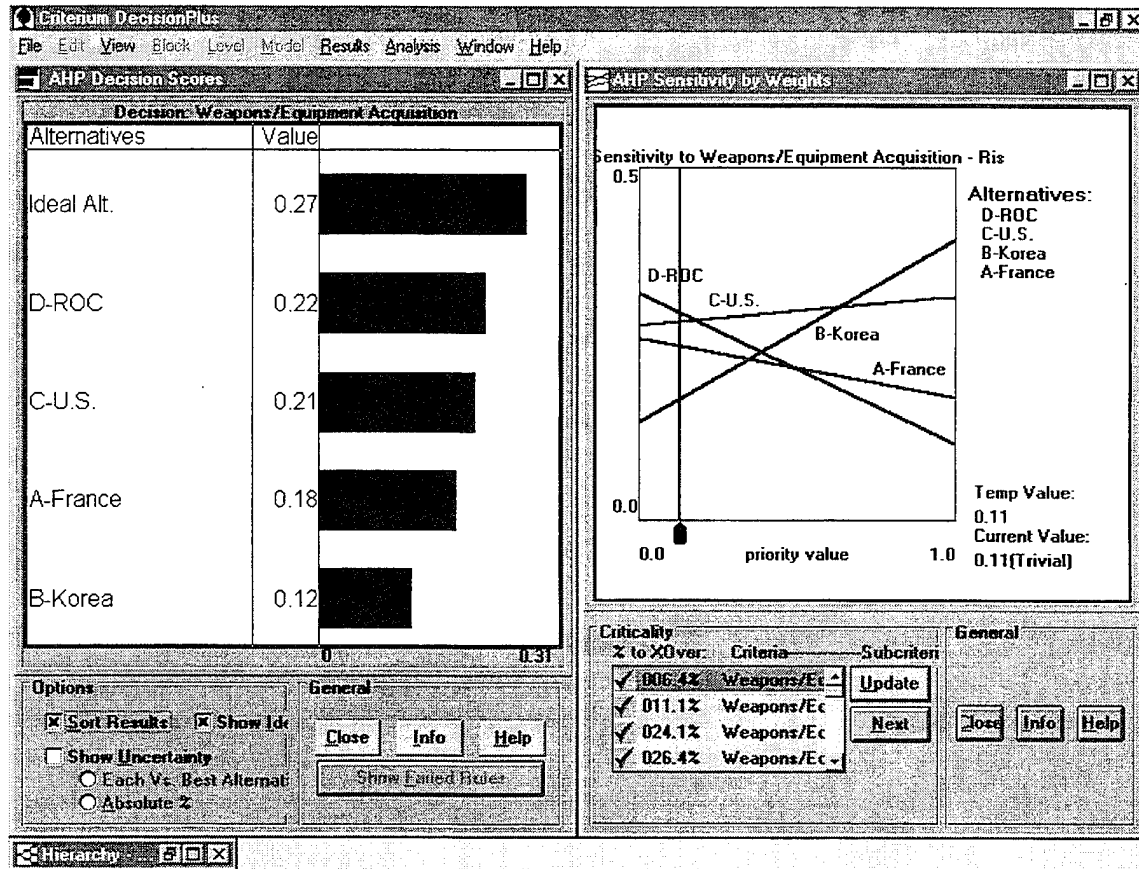 Criterium DecisionPlus
File Edit View Block Level Model Results Analysis Window Help
AHP Decision Scores
Decision: Weapons/Equipment Acquisition
Alternatives Value
Ideal Alt. 0.27
D-ROC 0.22
C-U.S. 0.21
A-France 0.18
B-Korea 0.12
0 0.31
Options
Sort Results Show Ide
Show Uncertainty
Each Vs. Best Alternati
Absolute %
General
Close Info Help
Show Failed Rules
Hierarchy
AHP Sensitivity by Weights
Sensitivity to Weapons/Equipment Acquisition - Ris
0.5
D-ROC
C-U.S.
B-Korea
A-France
0.0
0.0 priority value 1.0
Alternatives:
D-ROC
C-U.S.
B-Korea
A-France
Temp Value:
0.11
Current Value:
0.11(Trivial)
Criticality
% to XOver: Criteria Subcriteri
006.4% Weapons/Ec
011.1% Weapons/Ec
024.1% Weapons/Ec
026.4% Weapons/Ec
Update
Next
General
Close Info Help